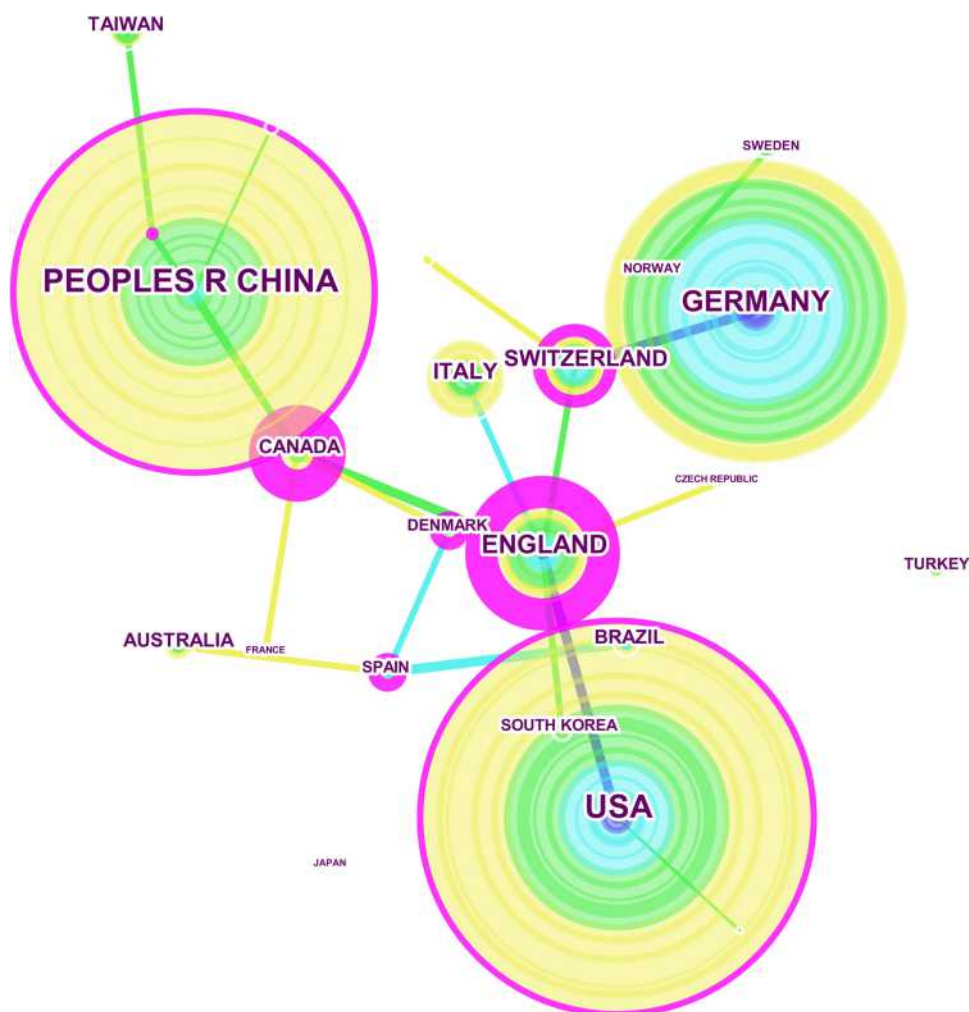 TAIWAN
SWEDEN
NORWAY
PEOPLES R CHINA
GERMANY
SWITZERLAND
ITALY
CANADA
CZECH REPUBLIC
DENMARK
ENGLAND
TURKEY
AUSTRALIA
BRAZIL
FRANCE
SPAIN
SOUTH KOREA
USA
JAPAN